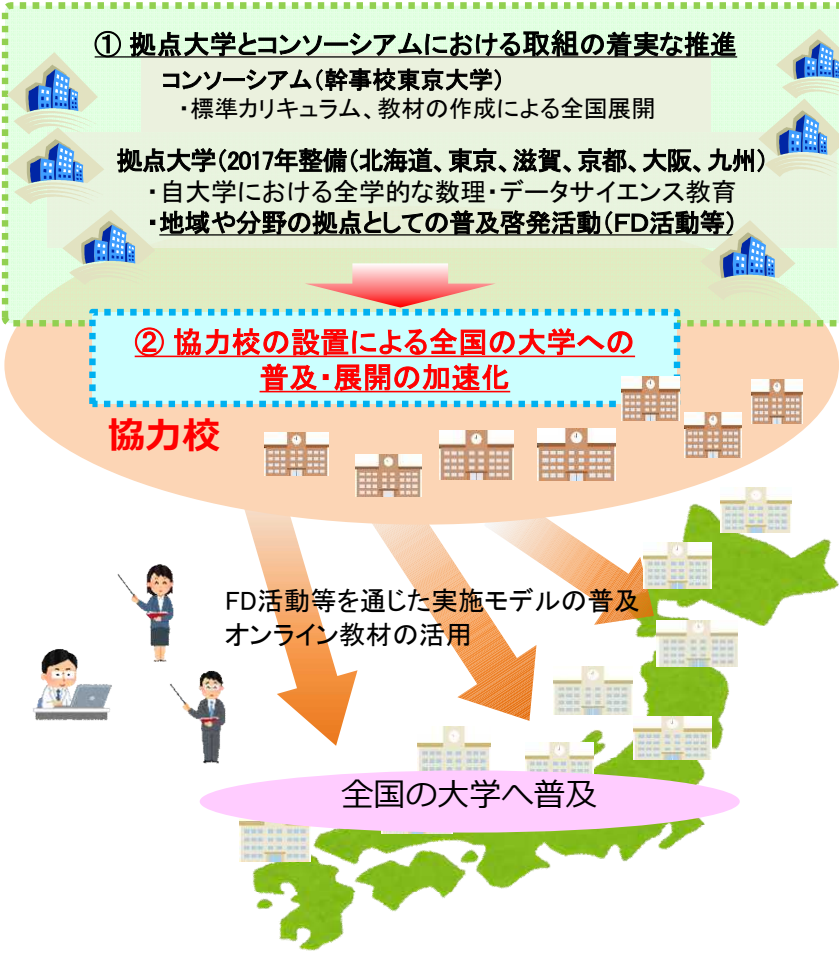 ① 拠点大学とコンソーシアムにおける取組の着実な推進
コンソーシアム(幹事校東京大学)
・標準カリキュラム、教材の作成による全国展開
拠点大学(2017年整備(北海道、東京、滋賀、京都、大阪、九州)
・自大学における全学的な数理・データサイエンス教育
・地域や分野の拠点としての普及啓発活動(FD活動等)
② 協力校の設置による全国の大学への
普及・展開の加速化
協力校
FD活動等を通じた実施モデルの普及
オンライン教材の活用
全国の大学へ普及